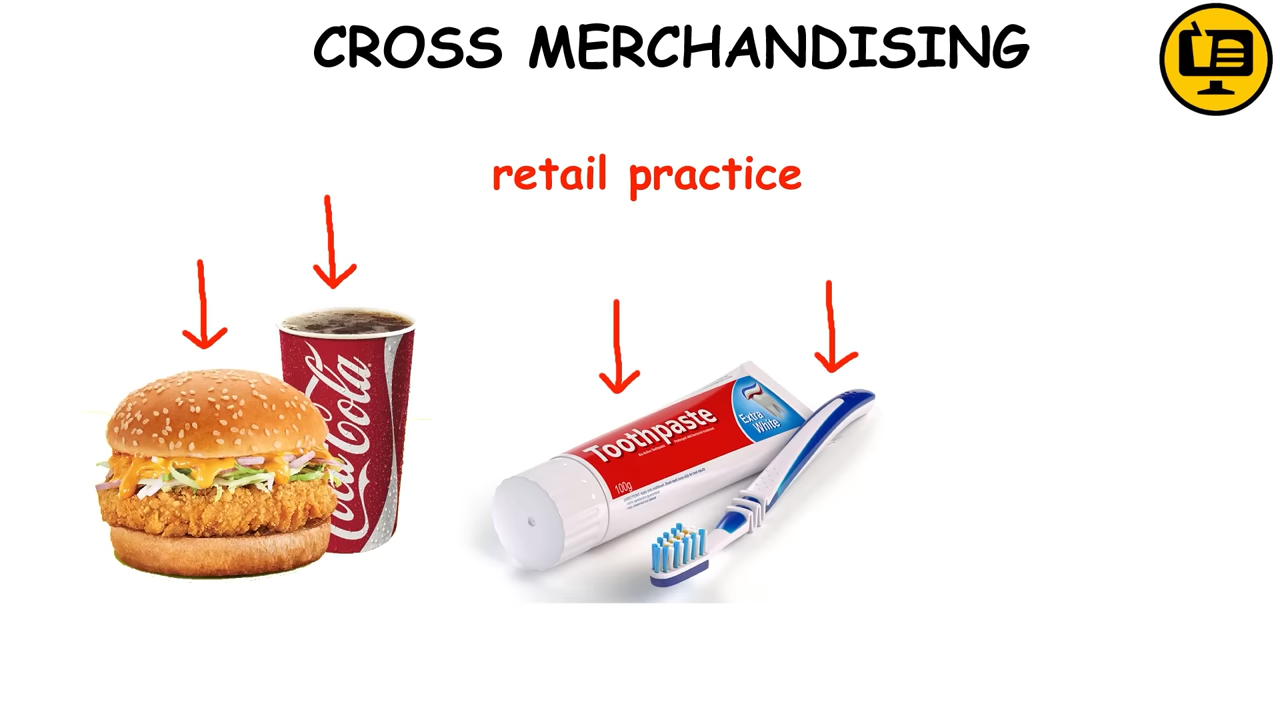 CROSS MERCHANDISING
retail practice
Coca-Cola
Toothpaste
Extra
White
100g